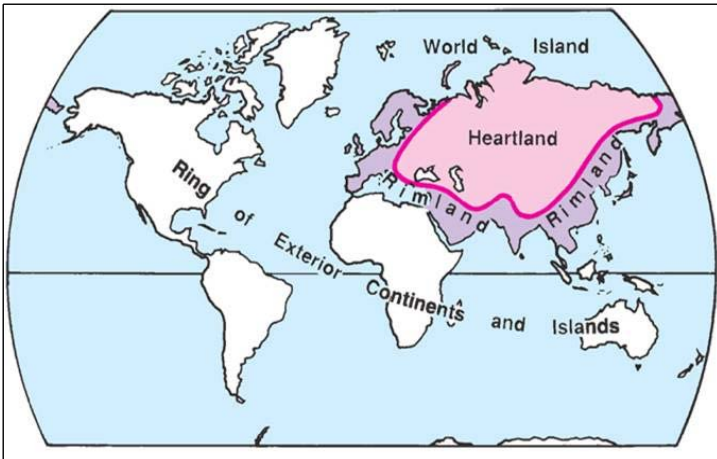 World Island
Heartland
Rimland
Rimland
Ring of Exterior Continents and Islands